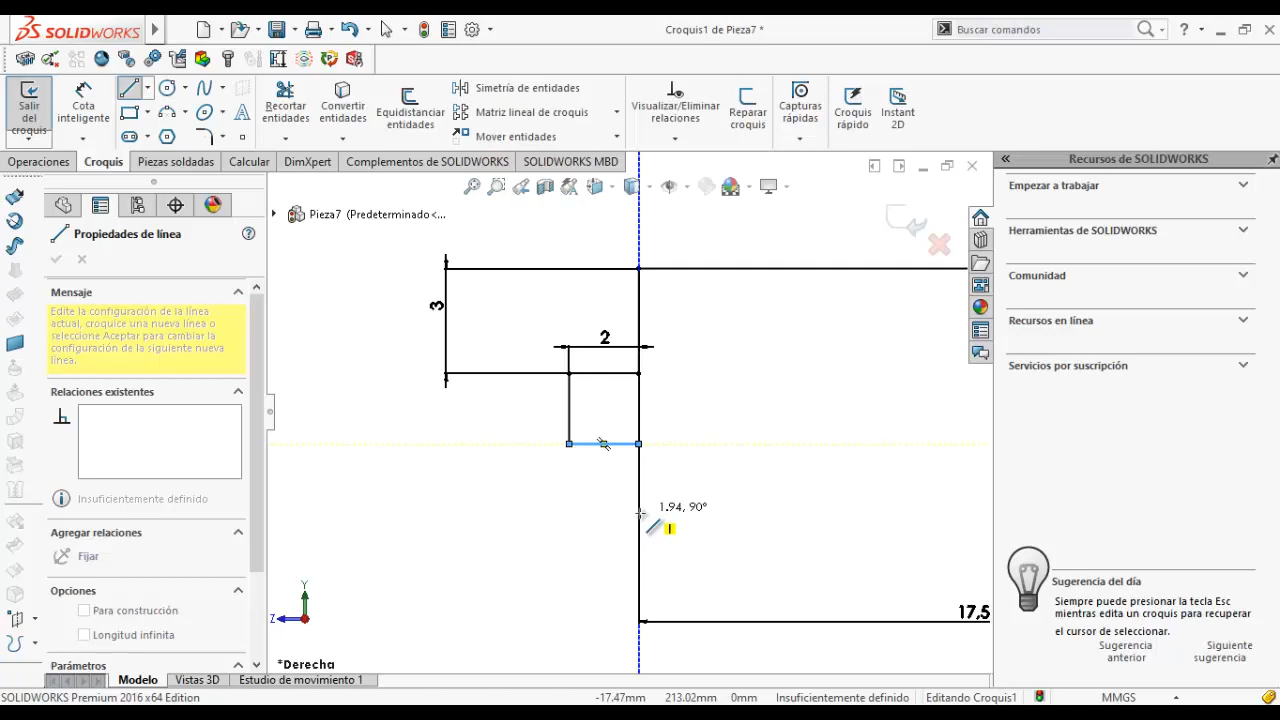 SOLIDWORKS
Croquis1 de Pieza7 *
Buscar comandos
Salir del croquis
Cota inteligente
Recortar entidades
Convertir entidades
Equidistanciar entidades
Simetría de entidades
Matriz lineal de croquis
Mover entidades
Visualizar/Eliminar relaciones
Reparar croquis
Capturas rápidas
Croquis rápido
Instant 2D
Operaciones
Croquis
Piezas soldadas
Calcular
DimXpert
Complementos de SOLIDWORKS
SOLIDWORKS MBD
Recursos de SOLIDWORKS
Pieza7 (Predeterminado<...
Propiedades de línea
Mensaje
Edite la configuración de la línea
actual, croquice una nueva línea o
seleccione Aceptar para cambiar la
configuración de la siguiente nueva
línea.
Relaciones existentes
Insuficientemente definido
Agregar relaciones
Fijar
Opciones
Para construcción
Longitud infinita
Parámetros
3
2
1.94, 90°
17,5
Y
Z
*Derecha
Empezar a trabajar
Herramientas de SOLIDWORKS
Comunidad
Recursos en línea
Servicios por suscripción
Sugerencia del día
Siempre puede presionar la tecla Esc
mientras edita un croquis para recuperar
el cursor de seleccionar.
Sugerencia anterior
Siguiente sugerencia
Modelo
Vistas 3D
Estudio de movimiento 1
SOLIDWORKS Premium 2016 x64 Edition
-17.47mm
213.02mm
0mm
Insuficientemente definido
Editando Croquis1
MMGS